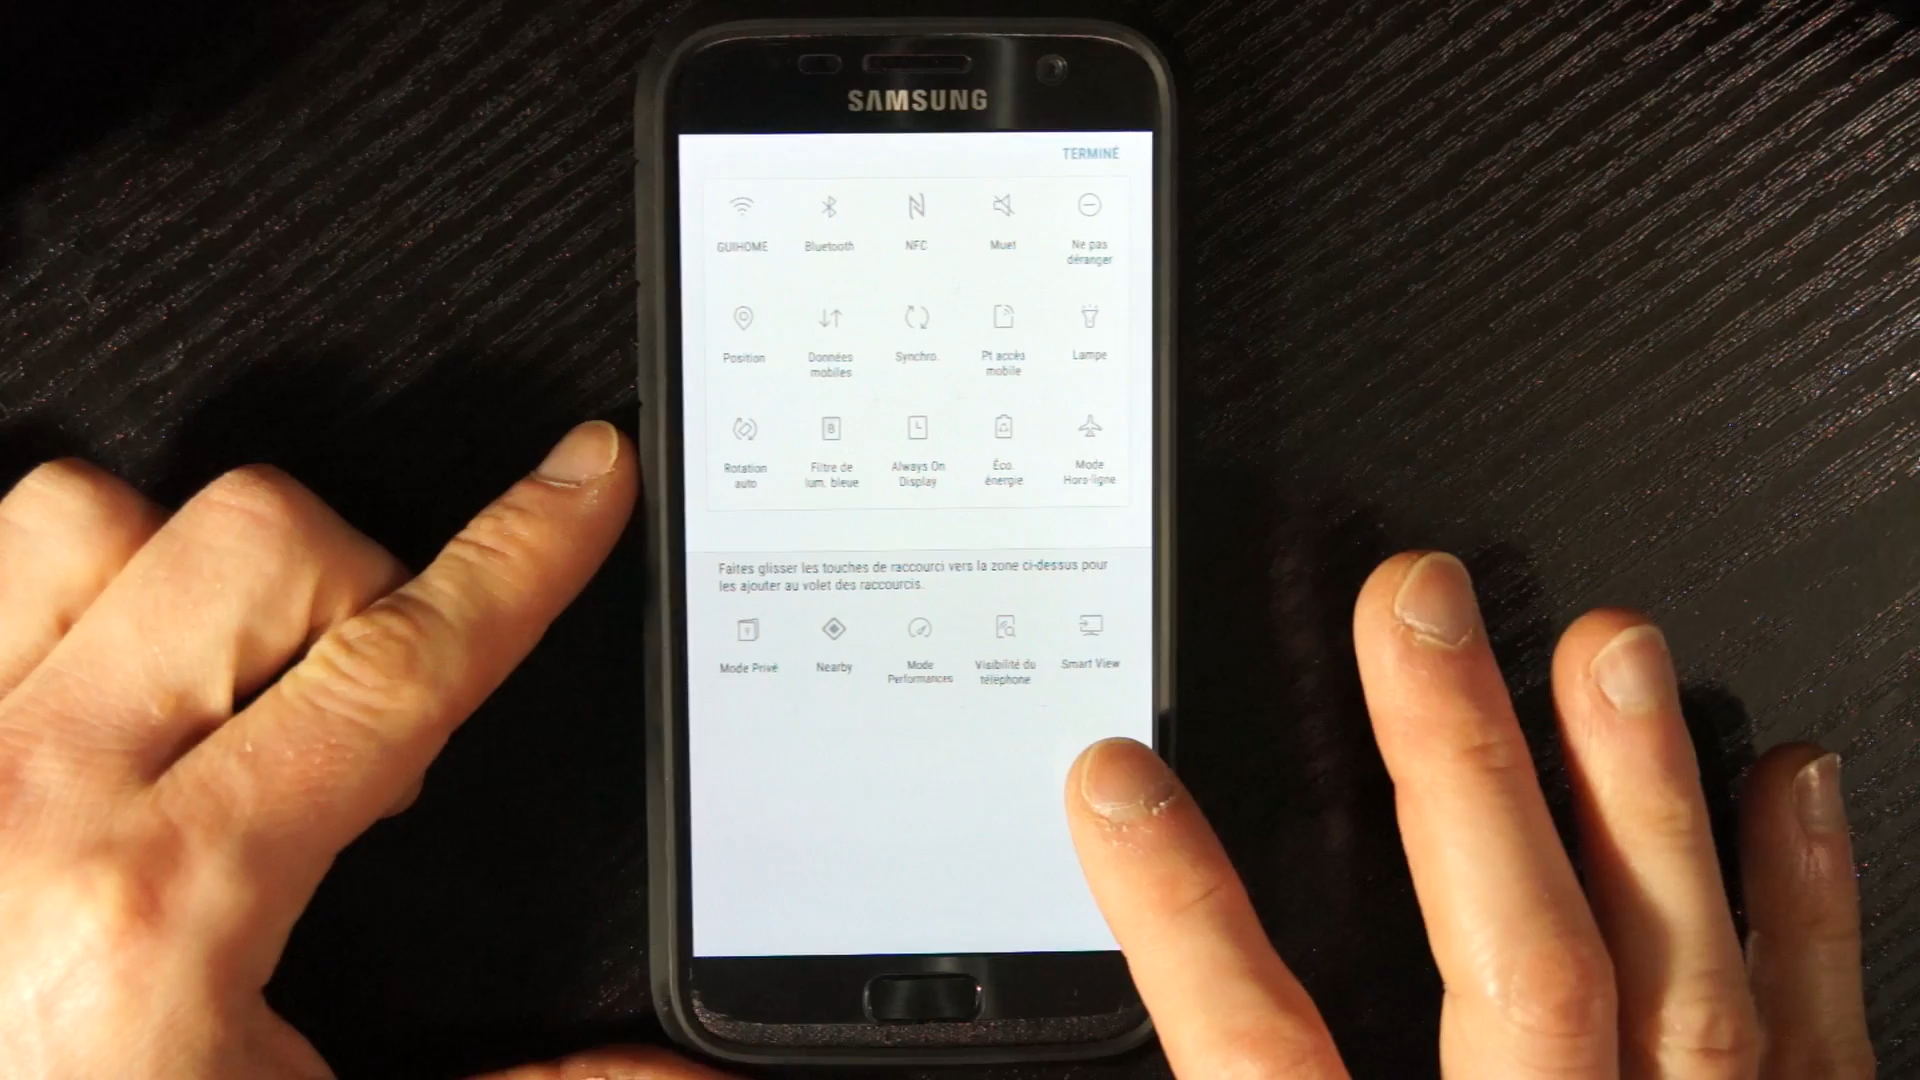 SAMSUNG
TERMINÉ
GUIHOME Bluetooth NFC Muet Ne pas
déranger
Position Données Synchro. Pt accès Lampe
mobiles mobile
Rotation Filtre de Always On Éco. Mode
auto lum. bleue Display énergie Hors-ligne
Faites glisser les touches de raccourci vers la zone ci-dessus pour
les ajouter au volet des raccourcis.
Mode Privé Nearby Mode Visibilité du Smart View
Performances téléphone